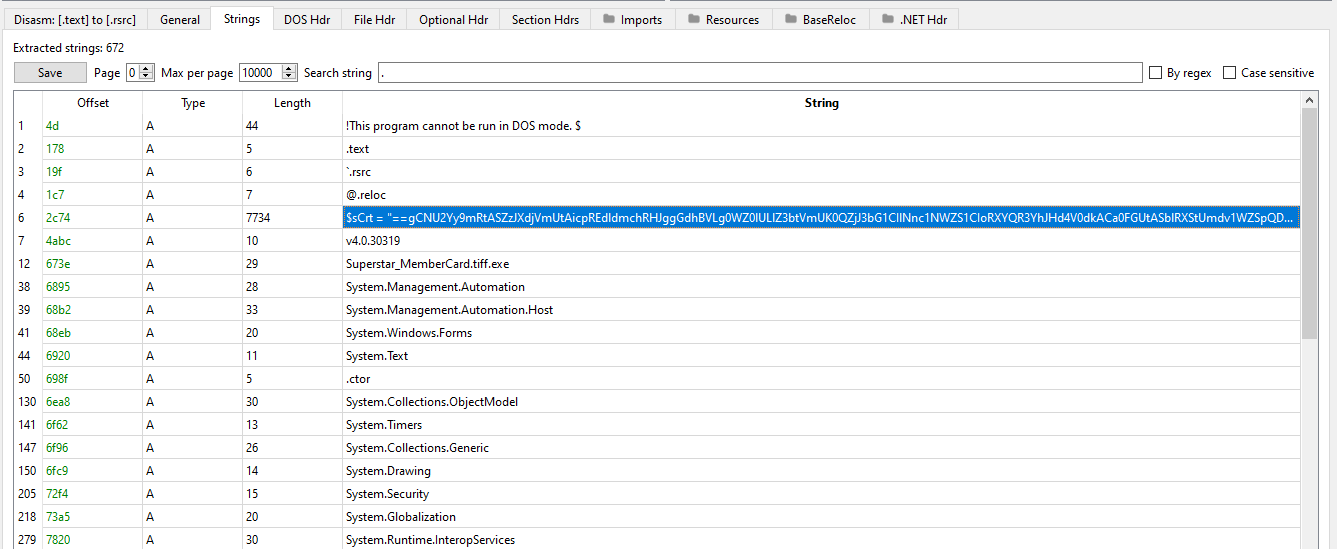 Disasm: [.text] to [.rsrc] General Strings DOS Hdr File Hdr Optional Hdr Section Hdrs Imports Resources BaseReloc .NET Hdr
Extracted strings: 672
Save Page 0 Max per page 10000 Search string . By regex Case sensitive
Offset Type Length String
1 4d A 44 !This program cannot be run in DOS mode. $
2 178 A 5 .text
3 19f A 6 `.rsrc
4 1c7 A 7 @.reloc
6 2c74 A 7734 $sCrt = "==gCNU2Yy9mRtASZzJXdjVmUtAicpREdldmchRHJggGdhBVLg0WZ0lULlZ3btVmUK0QZjJ3bG1CIlNnc1NWZS1CIoRXYQR3YhJHd4V0dkACa0FGUtASblRXStUmdv1WZSpQD...
7 4abc A 10 v4.0.30319
12 673e A 29 Superstar_MemberCard.tiff.exe
38 6895 A 28 System.Management.Automation
39 68b2 A 33 System.Management.Automation.Host
41 68eb A 20 System.Windows.Forms
44 6920 A 11 System.Text
50 698f A 5 .ctor
130 6ea8 A 30 System.Collections.ObjectModel
141 6f62 A 13 System.Timers
147 6f96 A 26 System.Collections.Generic
150 6fc9 A 14 System.Drawing
205 72f4 A 15 System.Security
218 73a5 A 20 System.Globalization
279 7820 A 30 System.Runtime.InteropServices